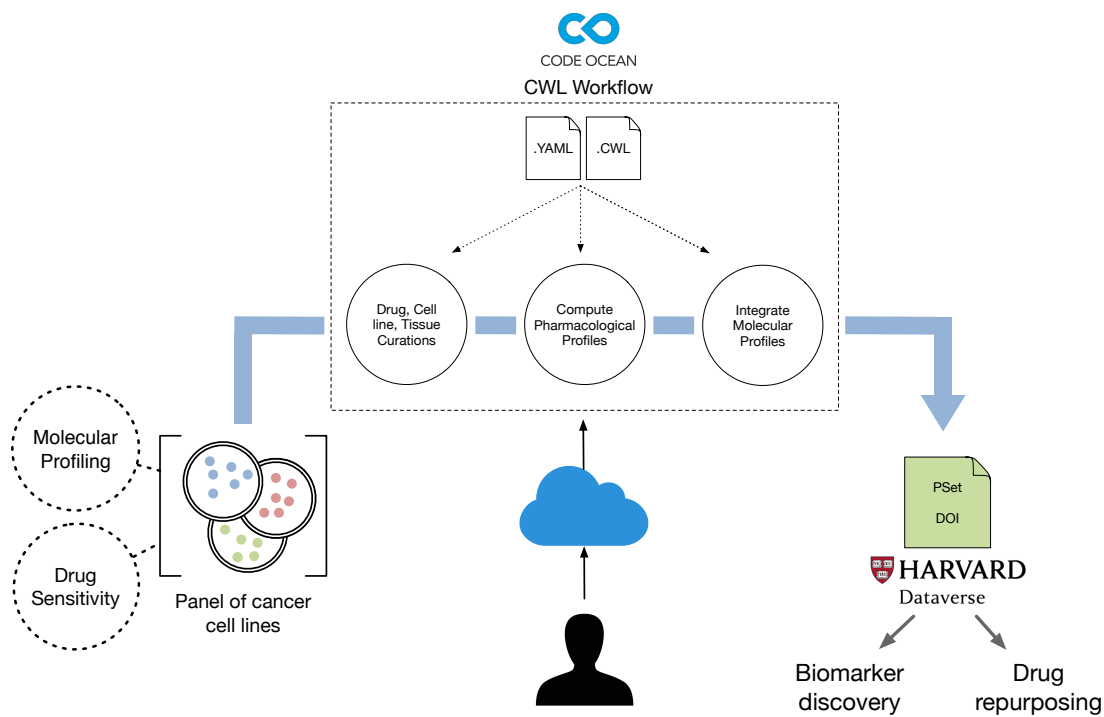 CODE OCEAN
CWL Workflow
.YAML
.CWL
Drug, Cell
line, Tissue
Curations
Compute
Pharmacological
Profiles
Integrate
Molecular
Profiles
Molecular
Profiling
Drug
Sensitivity
Panel of cancer
cell lines
PSet
DOI
HARVARD
Dataverse
Biomarker
discovery
Drug
repurposing